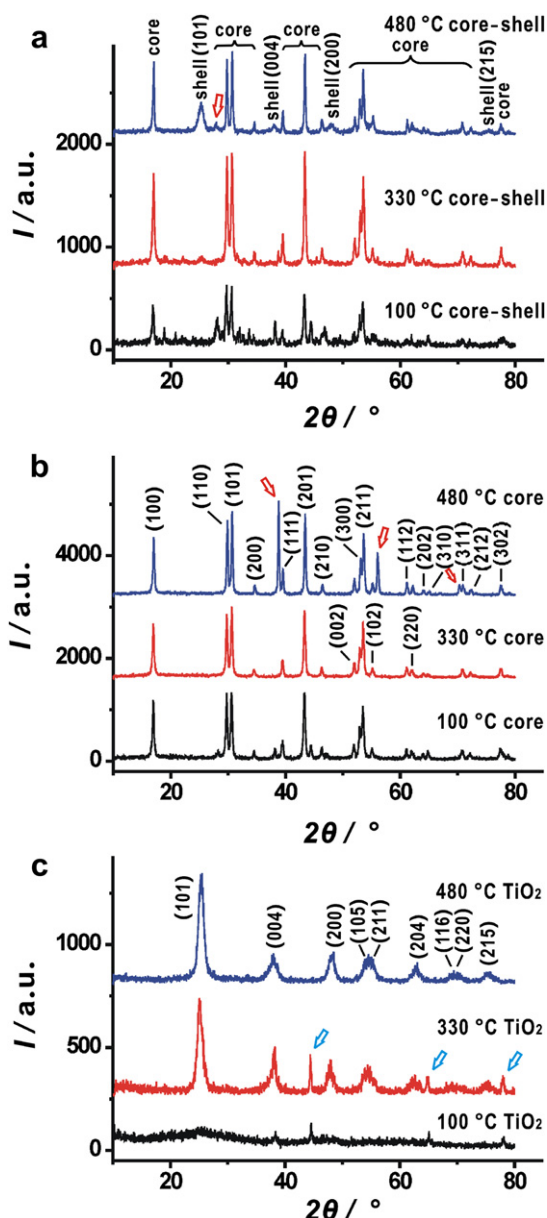 a
480 °C core-shell
core
shell (101)
core
shell (004)
core
shell (200)
core
shell (215)
core
2000
330 °C core-shell
1000
100 °C core-shell
0
I / a.u.
20 40 60 80
2θ / °
b
480 °C core
(100)
(110)
(101)
(200)
(111)
(201)
(210)
(300)
(211)
(112)
(202)
(310)
(311)
(212)
(302)
4000
330 °C core
(002)
(102)
(220)
2000
100 °C core
0
I / a.u.
20 40 60 80
2θ / °
c
480 °C TiO₂
(101)
(004)
(200)
(105)
(211)
(204)
(116)
(220)
(215)
1000
330 °C TiO₂
500
100 °C TiO₂
0
I / a.u.
20 40 60 80
2θ / °